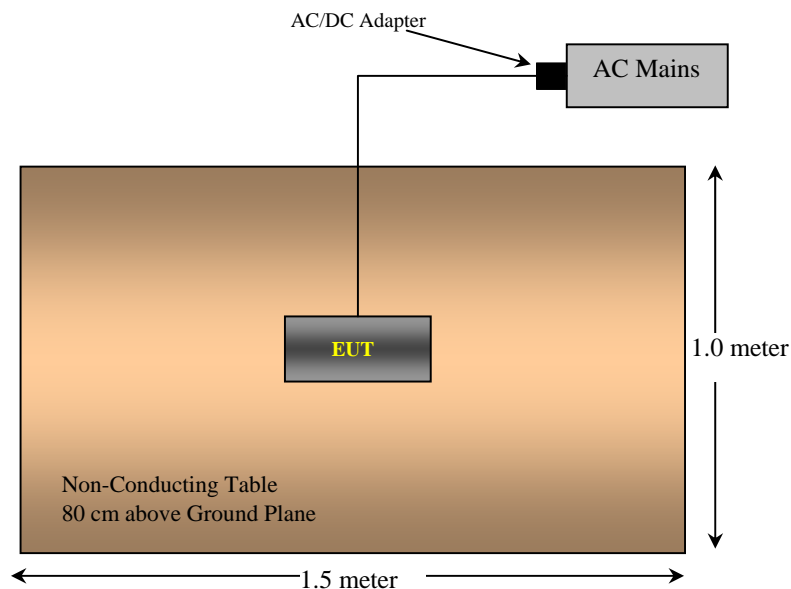 AC/DC Adapter
AC Mains
EUT
1.0 meter
Non-Conducting Table
80 cm above Ground Plane
1.5 meter